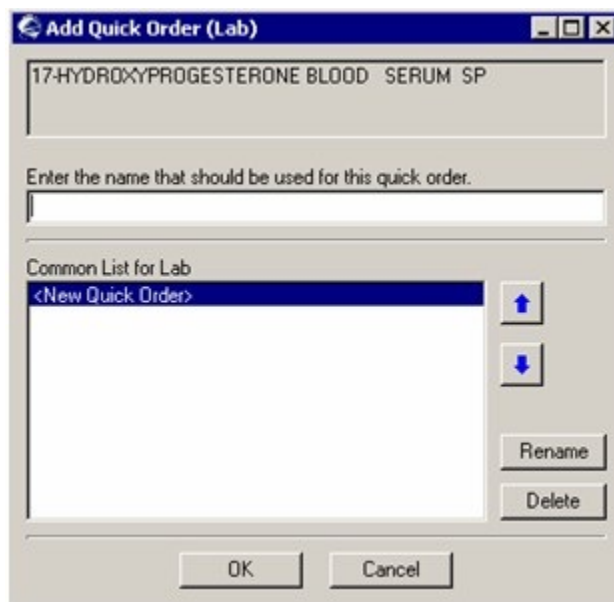 Add Quick Order (Lab)
17-HYDROXYPROGESTERONE BLOOD SERUM SP
Enter the name that should be used for this quick order.
Common List for Lab
<New Quick Order>
Rename
Delete
OK
Cancel